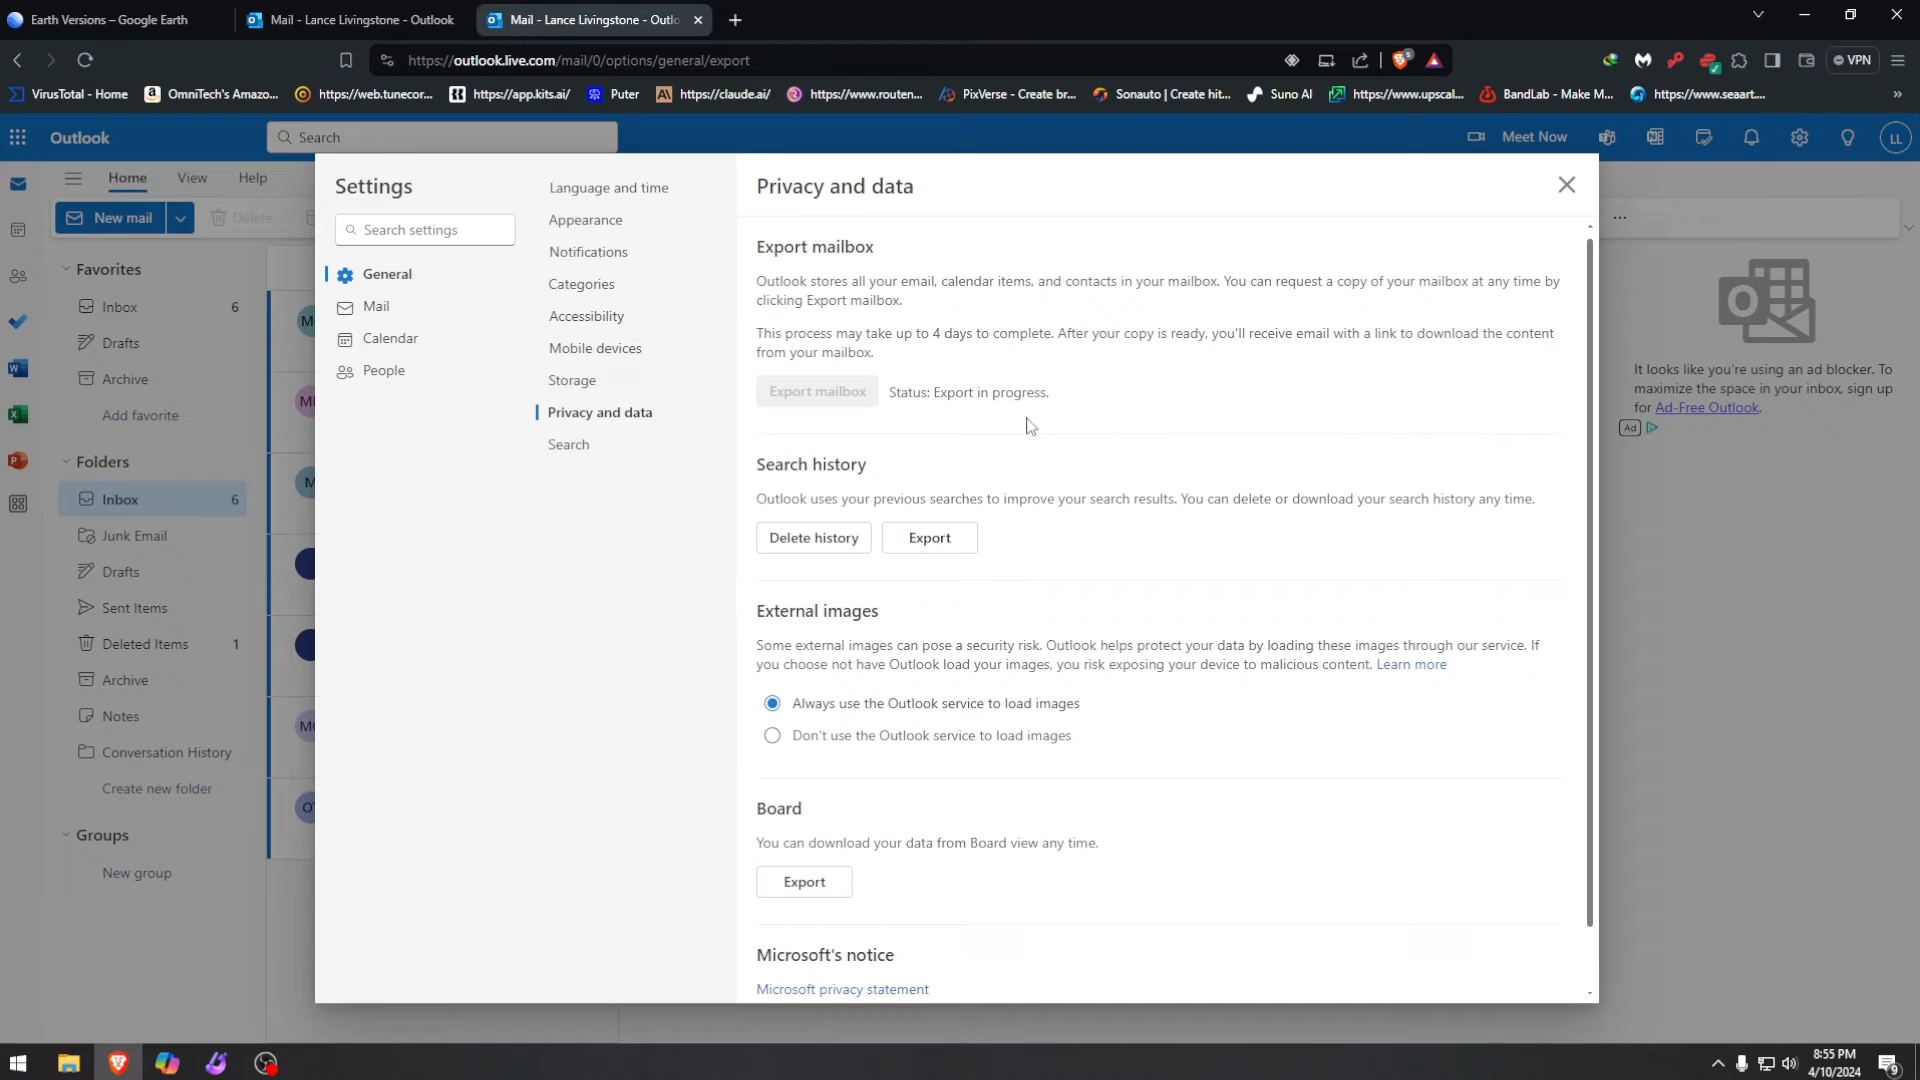 Earth Versions – Google Earth
Mail - Lance Livingstone - Outlook
Mail - Lance Livingstone - Outlo
https://outlook.live.com/mail/0/options/general/export
5
VPN
VirusTotal - Home
OmniTech's Amazo...
https://web.tunecor...
https://app.kits.ai/
Puter
https://claude.ai/
https://www.routen...
PixVerse - Create br...
Sonauto | Create hit...
Suno AI
https://www.upscal...
BandLab - Make M...
https://www.seaart....
Outlook
Search
Meet Now
LL
Home
View
Help
New mail
Delete
Favorites
Inbox 6
Drafts
Archive
Add favorite
Folders
Inbox 6
Junk Email
Drafts
Sent Items
Deleted Items 1
Archive
Notes
Conversation History
Create new folder
Groups
New group
Settings
Search settings
General
Mail
Calendar
People
Language and time
Appearance
Notifications
Categories
Accessibility
Mobile devices
Storage
Privacy and data
Search
Privacy and data
Export mailbox
Outlook stores all your email, calendar items, and contacts in your mailbox. You can request a copy of your mailbox at any time by
clicking Export mailbox.
This process may take up to 4 days to complete. After your copy is ready, you'll receive email with a link to download the content
from your mailbox.
Export mailbox
Status: Export in progress.
Search history
Outlook uses your previous searches to improve your search results. You can delete or download your search history any time.
Delete history
Export
External images
Some external images can pose a security risk. Outlook helps protect your data by loading these images through our service. If
you choose not have Outlook load your images, you risk exposing your device to malicious content. Learn more
Always use the Outlook service to load images
Don't use the Outlook service to load images
Board
You can download your data from Board view any time.
Export
Microsoft's notice
Microsoft privacy statement
It looks like you're using an ad blocker. To
maximize the space in your inbox, sign up
for Ad-Free Outlook.
Ad
8:55 PM
4/10/2024
9